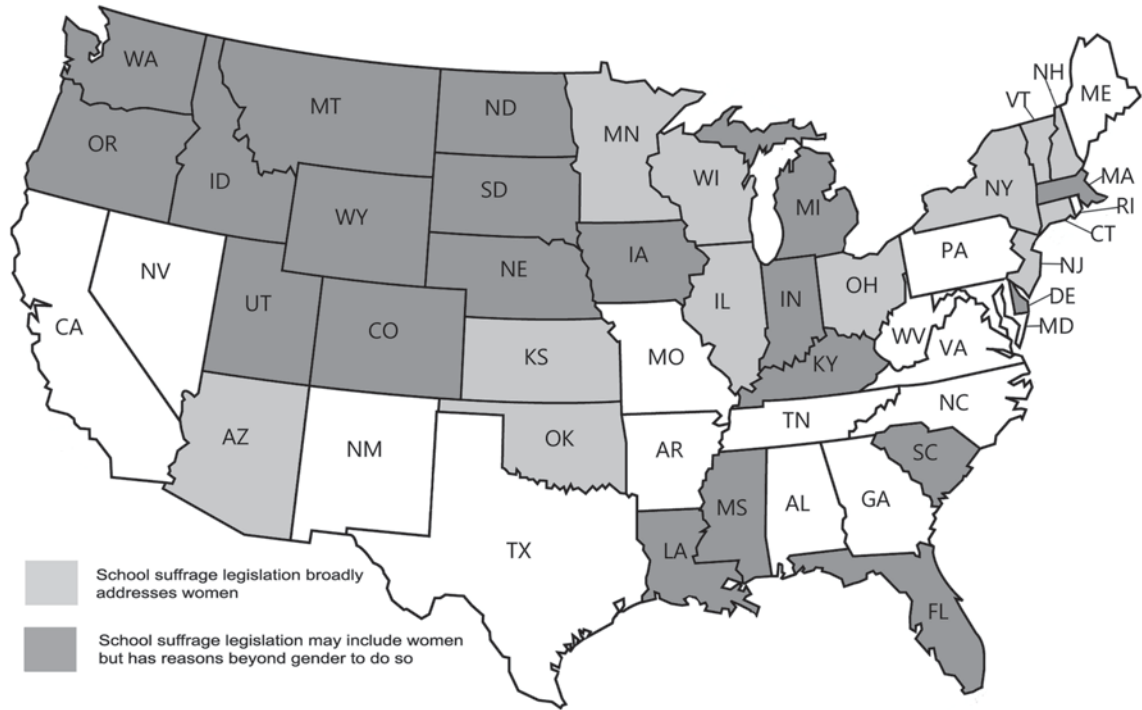 WA
MT
ND
MN
OR
ID
SD
WI
MI
WY
IA
NE
NV
UT
CO
CA
KS
MO
IL
IN
OH
KY
WV
VA
PA
NY
VT
NH
ME
MA
RI
CT
NJ
DE
MD
AZ
NM
OK
AR
TN
NC
SC
MS
AL
GA
TX
LA
FL
School suffrage legislation broadly
addresses women
School suffrage legislation may include women
but has reasons beyond gender to do so